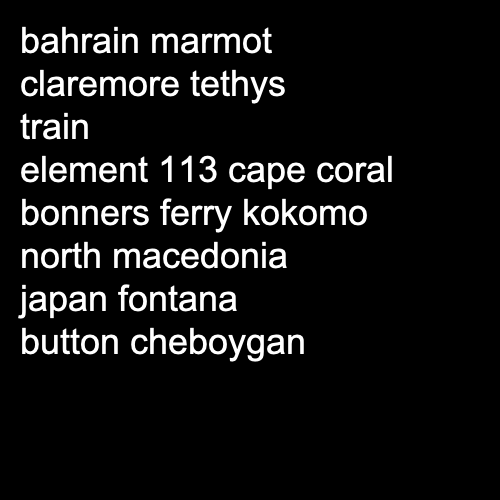 bahrain marmot
claremore tethys
train
element 113 cape coral
bonners ferry kokomo
north macedonia
japan fontana
button cheboygan